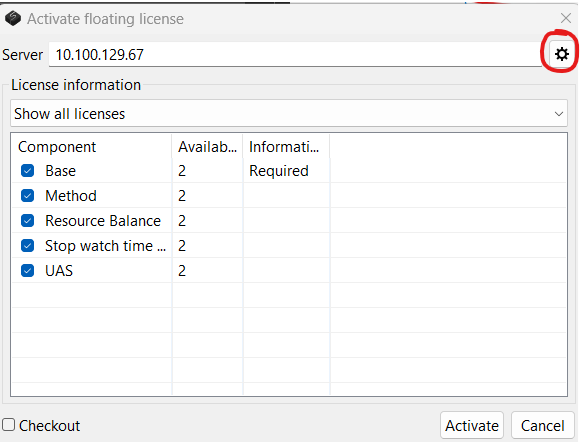 Activate floating license
Server 10.100.129.67
License information
Show all licenses
Component Availab... Informati...
Base 2 Required
Method 2
Resource Balance 2
Stop watch time ... 2
UAS 2
Checkout Activate Cancel